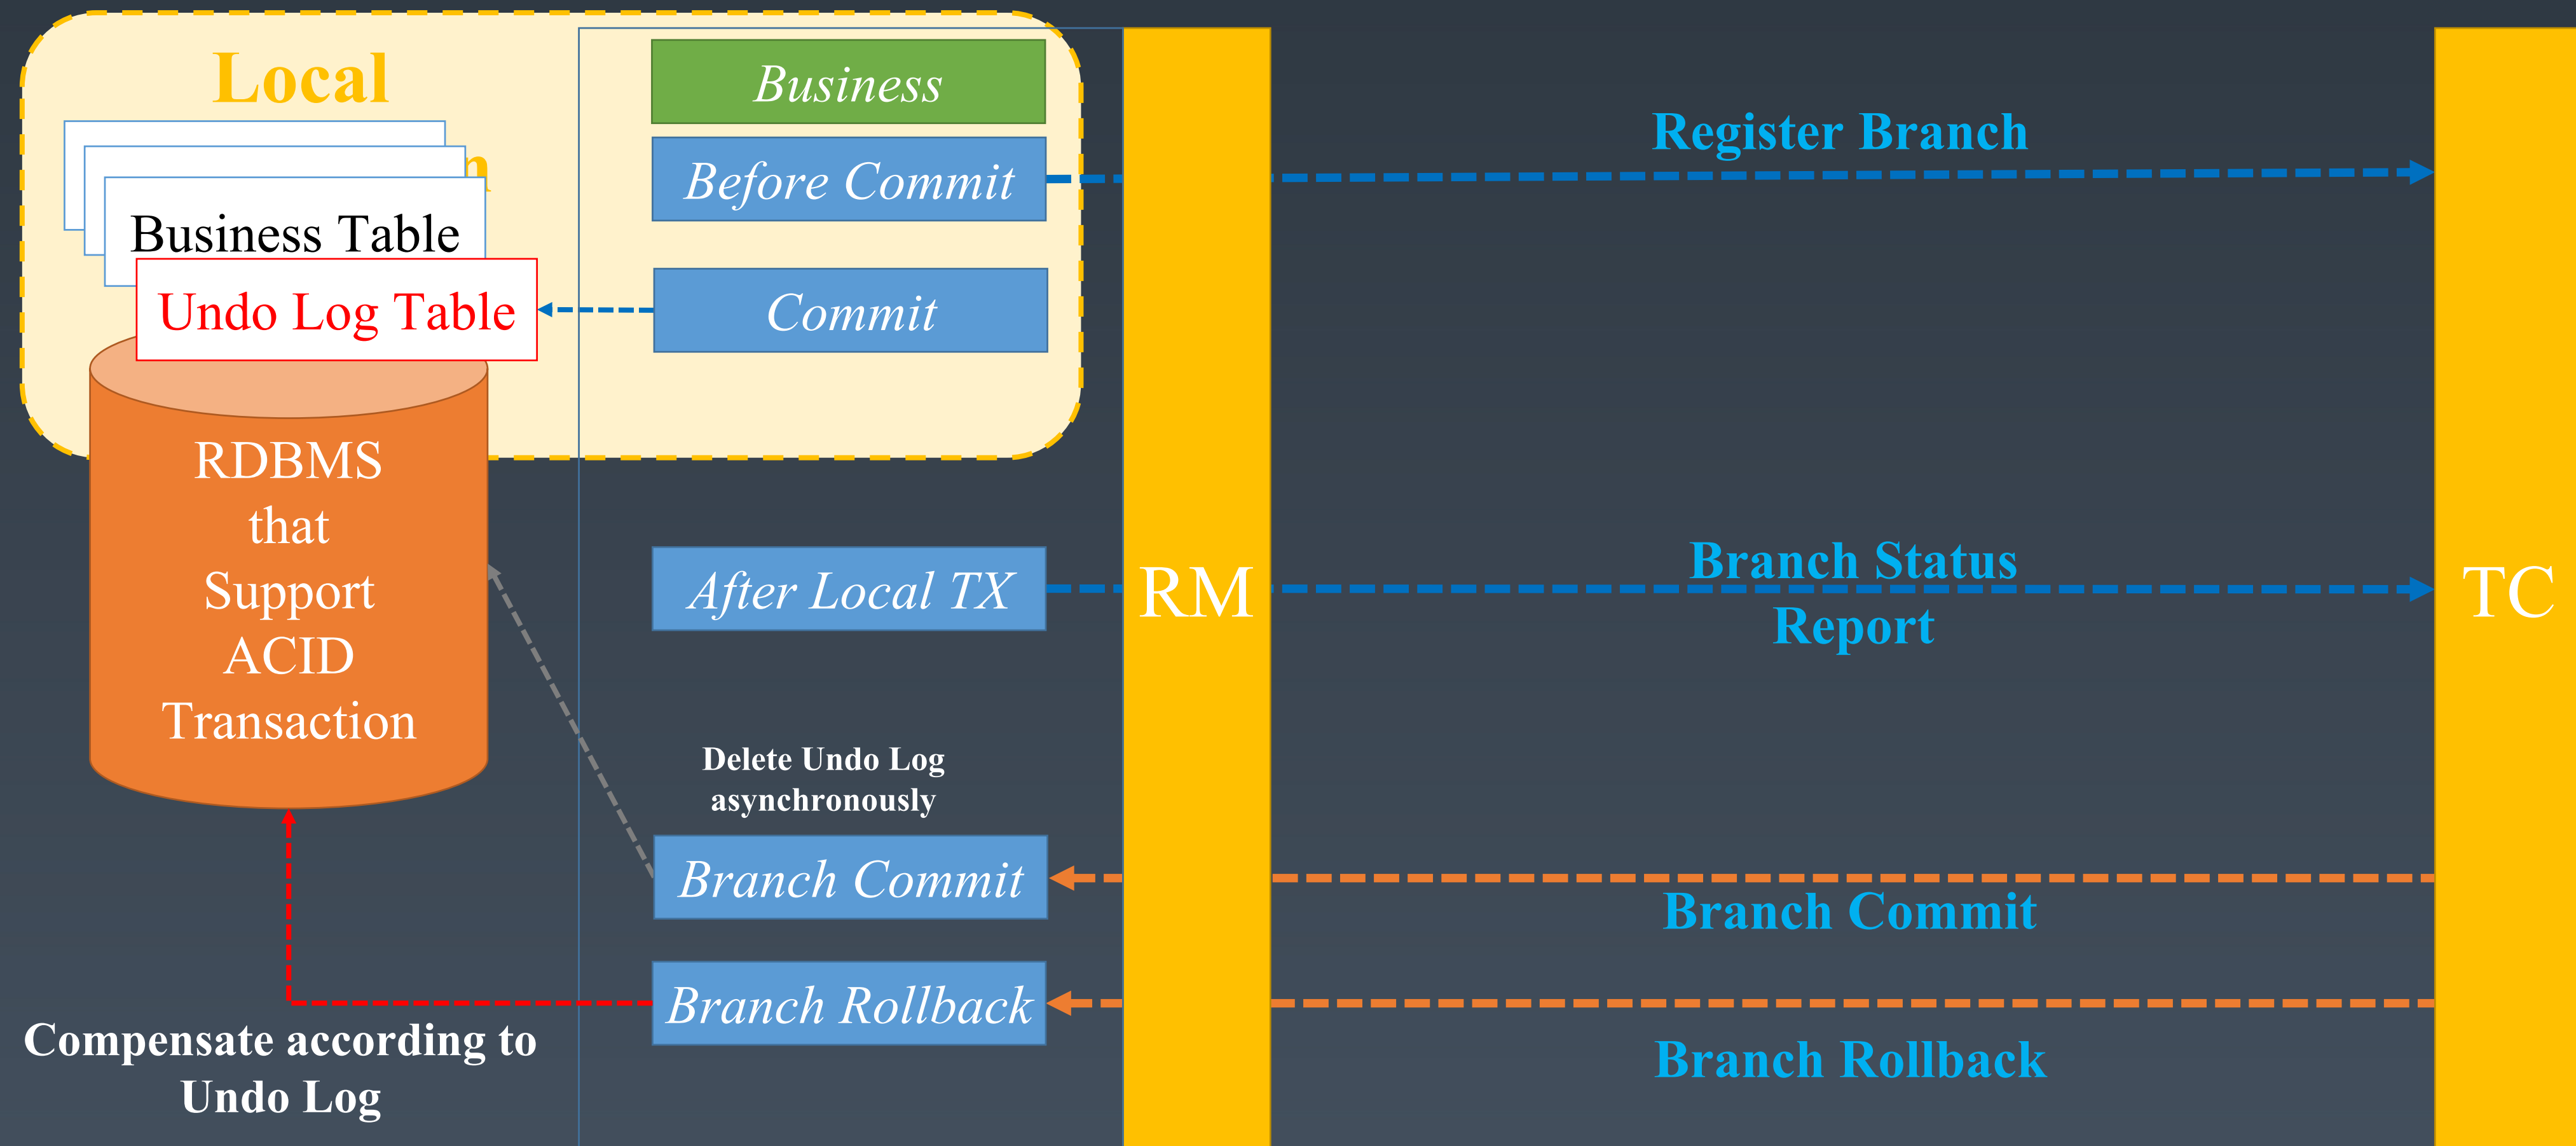 Local
Business
Before Commit
Register Branch
Business Table
Undo Log Table
Commit
RDBMS
that
Support
ACID
Transaction
After Local TX
RM
Branch Status
Report
TC
Delete Undo Log
asynchronously
Branch Commit
Branch Commit
Branch Rollback
Branch Rollback
Compensate according to
Undo Log